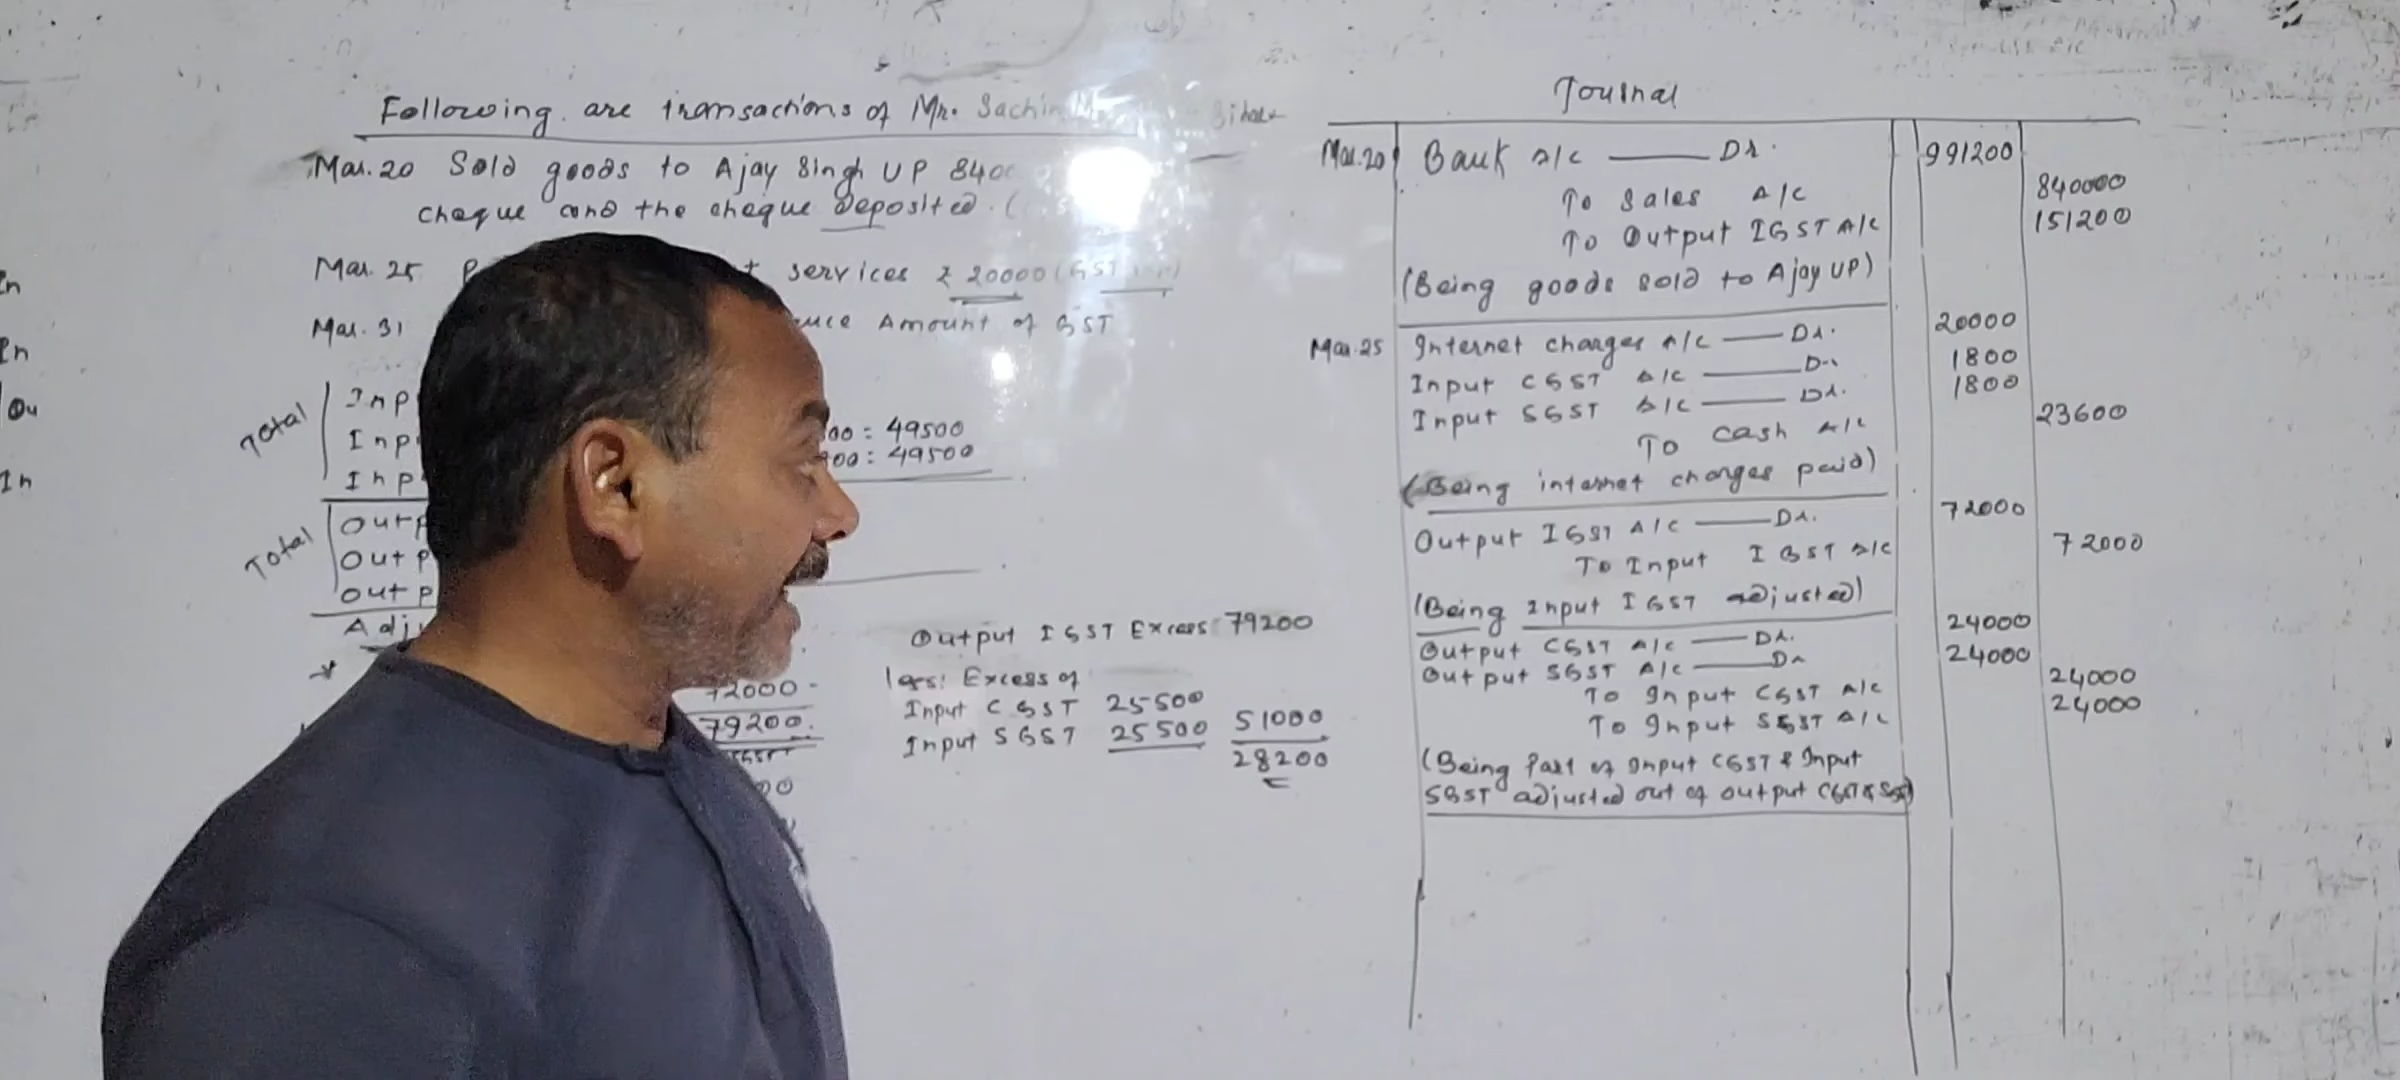 Following are transactions of Mr. Sachin
Mar. 20 Sold goods to Ajay Singh UP 840
cheque and the cheque deposited. (
Mar. 25 P services ₹ 20000 (GST
Mar. 31 Amount of GST
Total
Inp
Inp 00 : 49500
Inp 900 : 49500
Total
Outp
Outp
Outp
Adj
72000
79200
Output IGST Excess 79200
less: Excess of
Input CGST 25500
Input SGST 25500 51000
28200
In
In
Ou
In
Journal
Mar. 20 Bank A/c Dr. 991200
To Sales A/c 840000
To Output IGST A/c 151200
(Being goods sold to Ajay UP)
Mar. 25 Internet charges A/c Dr. 20000
Input CGST A/c Dr. 1800
Input SGST A/c Dr. 1800
To Cash A/c 23600
(Being internet charges paid)
Output IGST A/c Dr. 72000
To Input IGST A/c 72000
(Being Input IGST adjusted)
Output CGST A/c Dr. 24000
Output SGST A/c Dr 24000
To Input CGST A/c 24000
To Input SGST A/c 24000
(Being Part of Input CGST & Input
SGST adjusted out of output CGST & SGST)